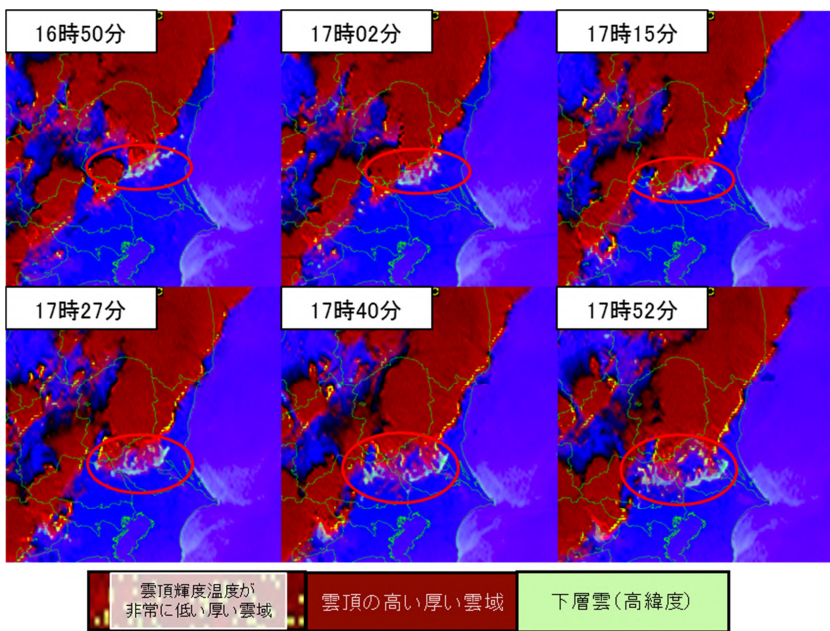 16時50分
17時02分
17時15分
17時27分
17時40分
17時52分
雲頂輝度温度が
非常に低い厚い雲域
雲頂の高い厚い雲域
下層雲(高緯度)